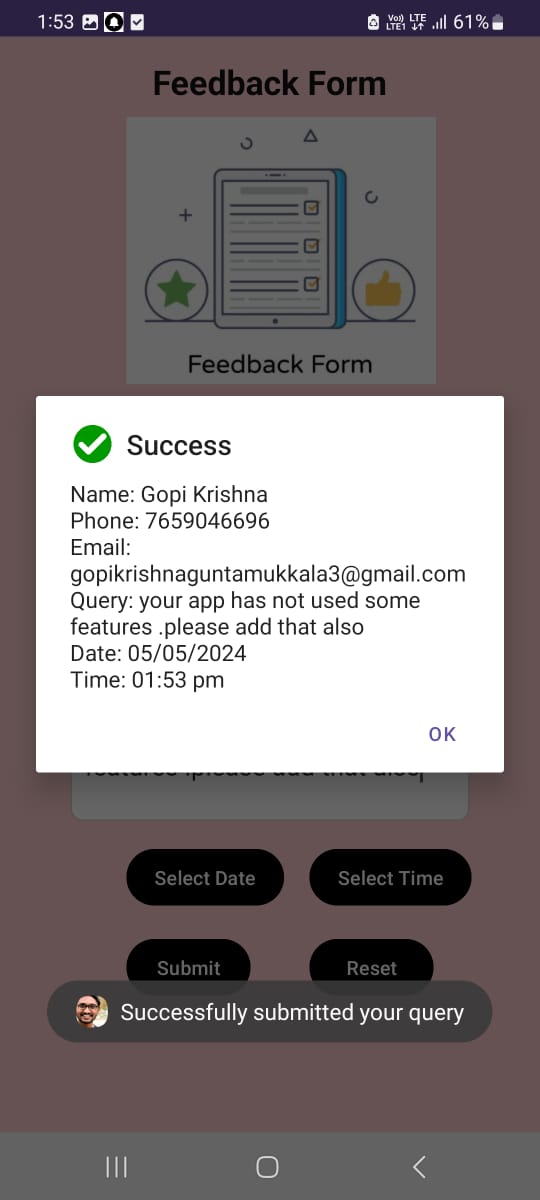 1:53
Vo)) LTE
LTE1
61%
Feedback Form
Feedback Form
Success
Name: Gopi Krishna
Phone: 7659046696
Email:
gopikrishnaguntamukkala3@gmail.com
Query: your app has not used some
features .please add that also
Date: 05/05/2024
Time: 01:53 pm
OK
features .please add that also
Select Date Select Time
Submit Reset
Successfully submitted your query